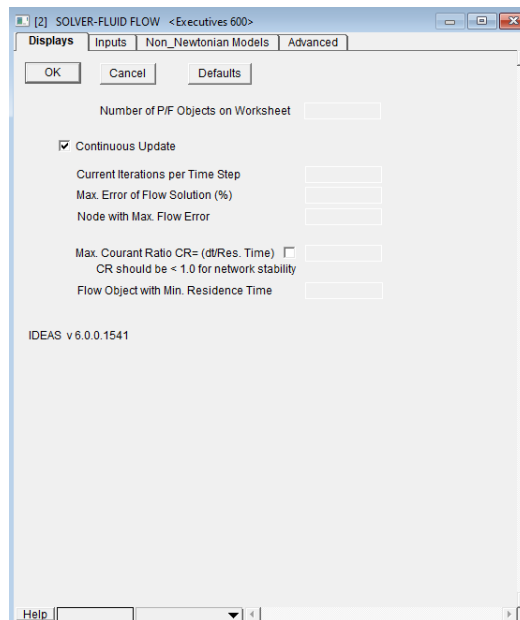 [2] SOLVER-FLUID FLOW <Executives 600>
Displays Inputs Non_Newtonian Models Advanced
OK Cancel Defaults
Number of P/F Objects on Worksheet
Continuous Update
Current Iterations per Time Step
Max. Error of Flow Solution (%)
Node with Max. Flow Error
Max. Courant Ratio CR= (dt/Res. Time)
CR should be < 1.0 for network stability
Flow Object with Min. Residence Time
IDEAS v 6.0.0.1541
Help